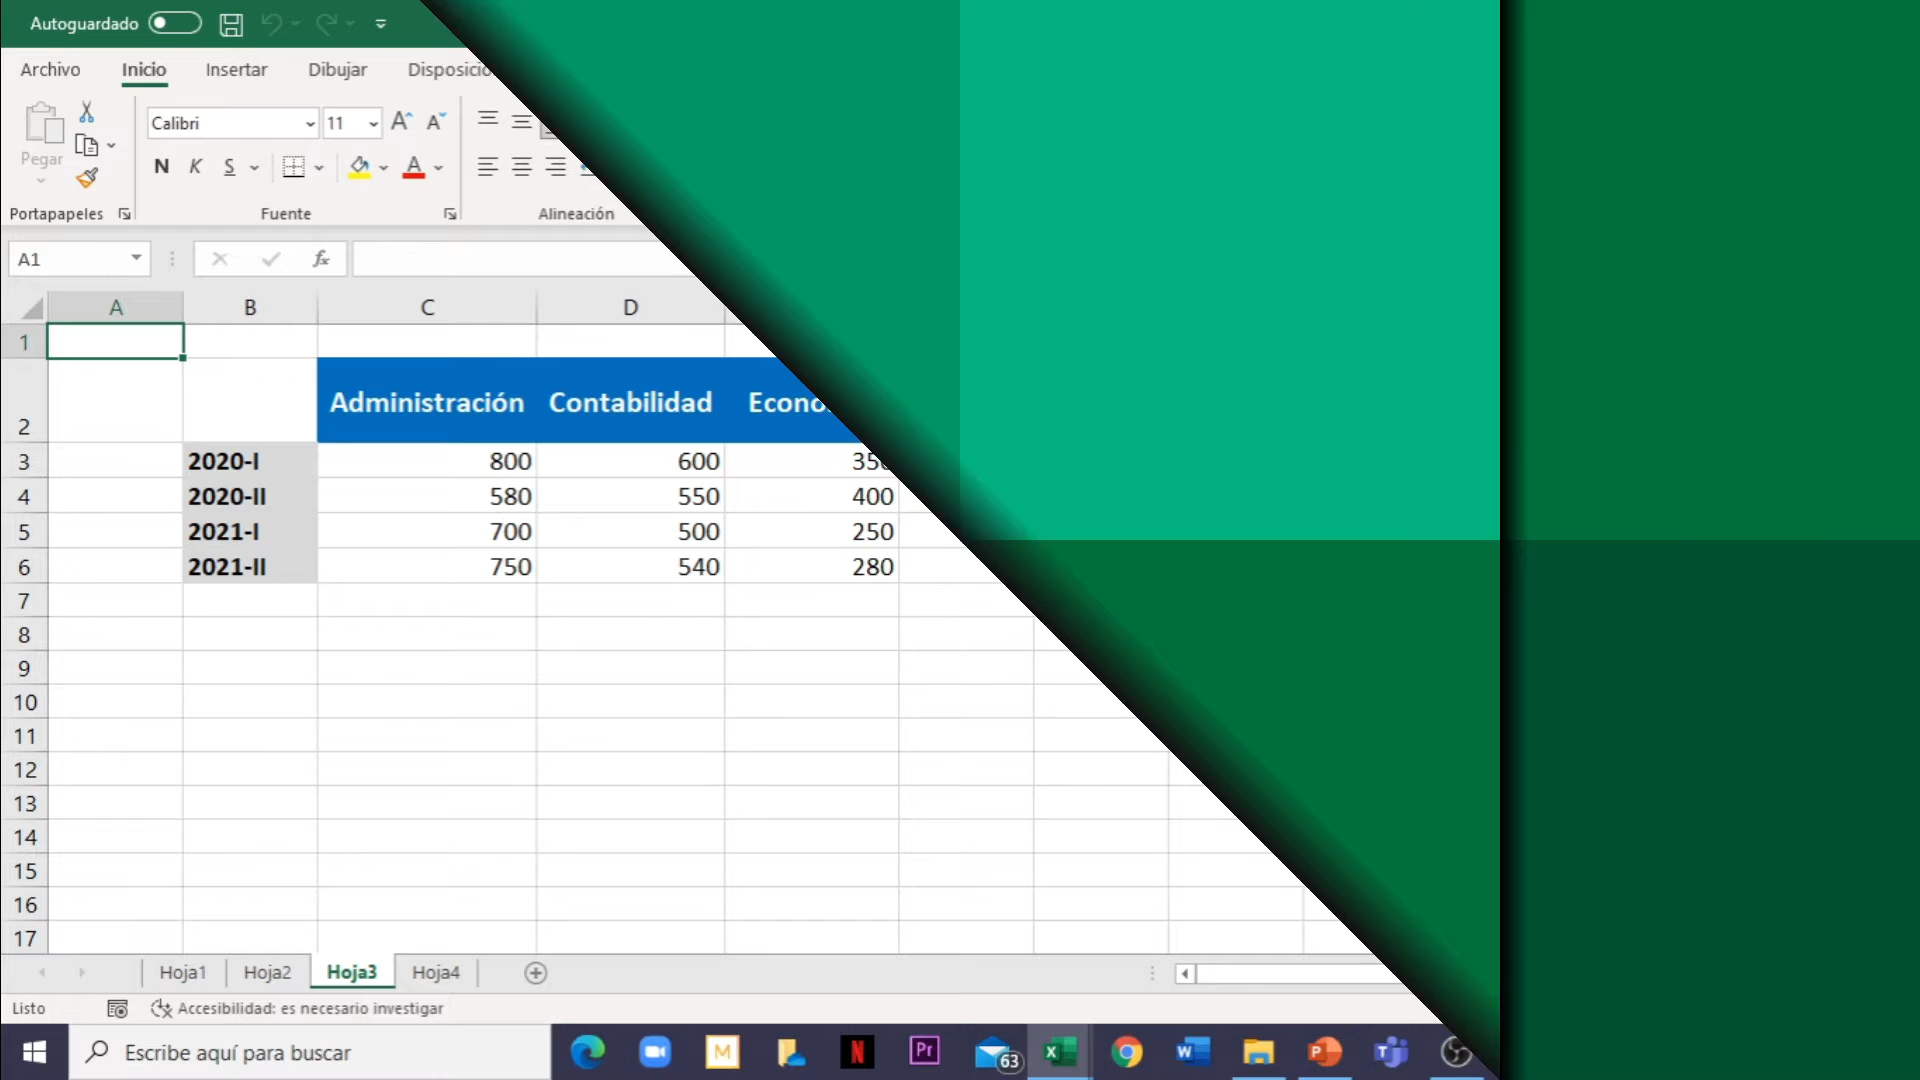 Autoguardado
Archivo Inicio Insertar Dibujar
Pegar
Calibri 11
N K S A
Portapapeles Fuente Alineación
A1 fx
A B C D
1
2 Administración Contabilidad
3 2020-I 800 600
4 2020-II 580 550 400
5 2021-I 700 500 250
6 2021-II 750 540 280
7
8
9
10
11
12
13
14
15
16
17
Hoja1 Hoja2 Hoja3 Hoja4
Listo Accesibilidad: es necesario investigar
Escribe aquí para buscar M N Pr 63 X W P T